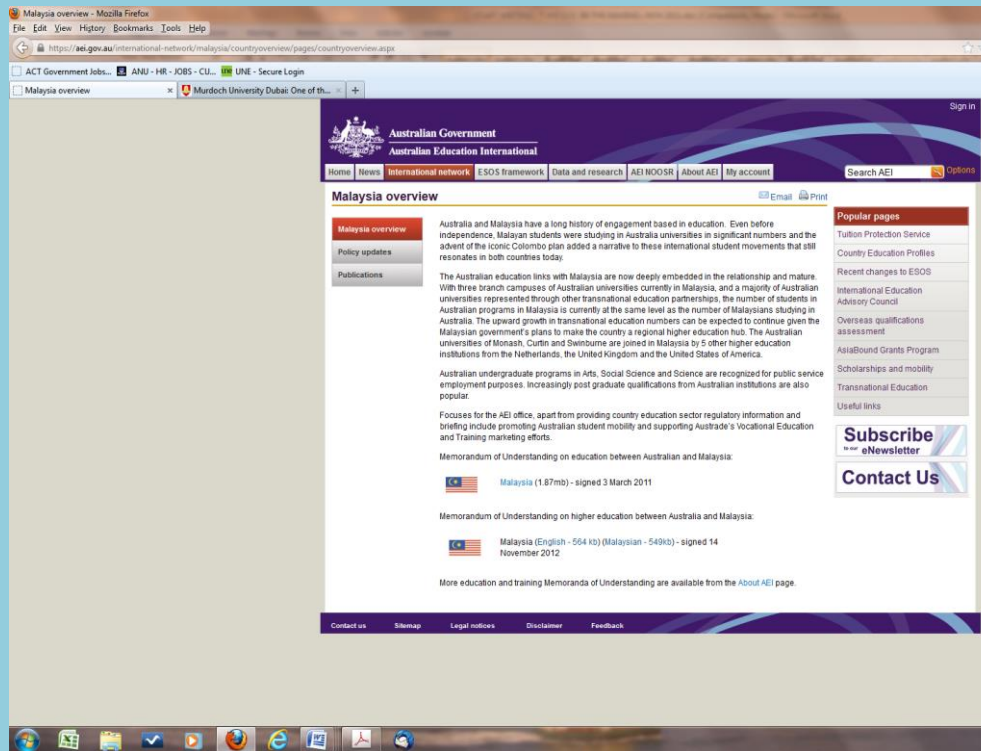 Malaysia overview - Mozilla Firefox
File Edit View History Bookmarks Tools Help
https://aei.gov.au/international-network/malaysia/countryoverview/pages/countryoverview.aspx
ACT Government Jobs... ANU - HR - JOBS - CU... UNE - Secure Login
Malaysia overview × Murdoch University Dubai: One of th... × +
Sign in
Australian Government
Australian Education International
Home News International network ESOS framework Data and research AEI NOOSR About AEI My account
Search AEI Options
Malaysia overview
Email Print
Malaysia overview
Policy updates
Publications
Australia and Malaysia have a long history of engagement based in education. Even before
independence, Malayan students were studying in Australia universities in significant numbers and the
advent of the iconic Colombo plan added a narrative to these international student movements that still
resonates in both countries today.
The Australian education links with Malaysia are now deeply embedded in the relationship and mature.
With three branch campuses of Australian universities currently in Malaysia, and a majority of Australian
universities represented through other transnational education partnerships, the number of students in
Australian programs in Malaysia is currently at the same level as the number of Malaysians studying in
Australia. The upward growth in transnational education numbers can be expected to continue given the
Malaysian government's plans to make the country a regional higher education hub. The Australian
universities of Monash, Curtin and Swinburne are joined in Malaysia by 5 other higher education
institutions from the Netherlands, the United Kingdom and the United States of America.
Australian undergraduate programs in Arts, Social Science and Science are recognized for public service
employment purposes. Increasingly post graduate qualifications from Australian institutions are also
popular.
Focuses for the AEI office, apart from providing country education sector regulatory information and
briefing include promoting Australian student mobility and supporting Austrade's Vocational Education
and Training marketing efforts.
Memorandum of Understanding on education between Australian and Malaysia:
Malaysia (1.87mb) - signed 3 March 2011
Memorandum of Understanding on higher education between Australia and Malaysia:
Malaysia (English - 564 kb) (Malaysian - 549kb) - signed 14
November 2012
More education and training Memoranda of Understanding are available from the About AEI page.
Popular pages
Tuition Protection Service
Country Education Profiles
Recent changes to ESOS
International Education
Advisory Council
Overseas qualifications
assessment
AsiaBound Grants Program
Scholarships and mobility
Transnational Education
Useful links
Subscribe
to our eNewsletter
Contact Us
Contact us Sitemap Legal notices Disclaimer Feedback